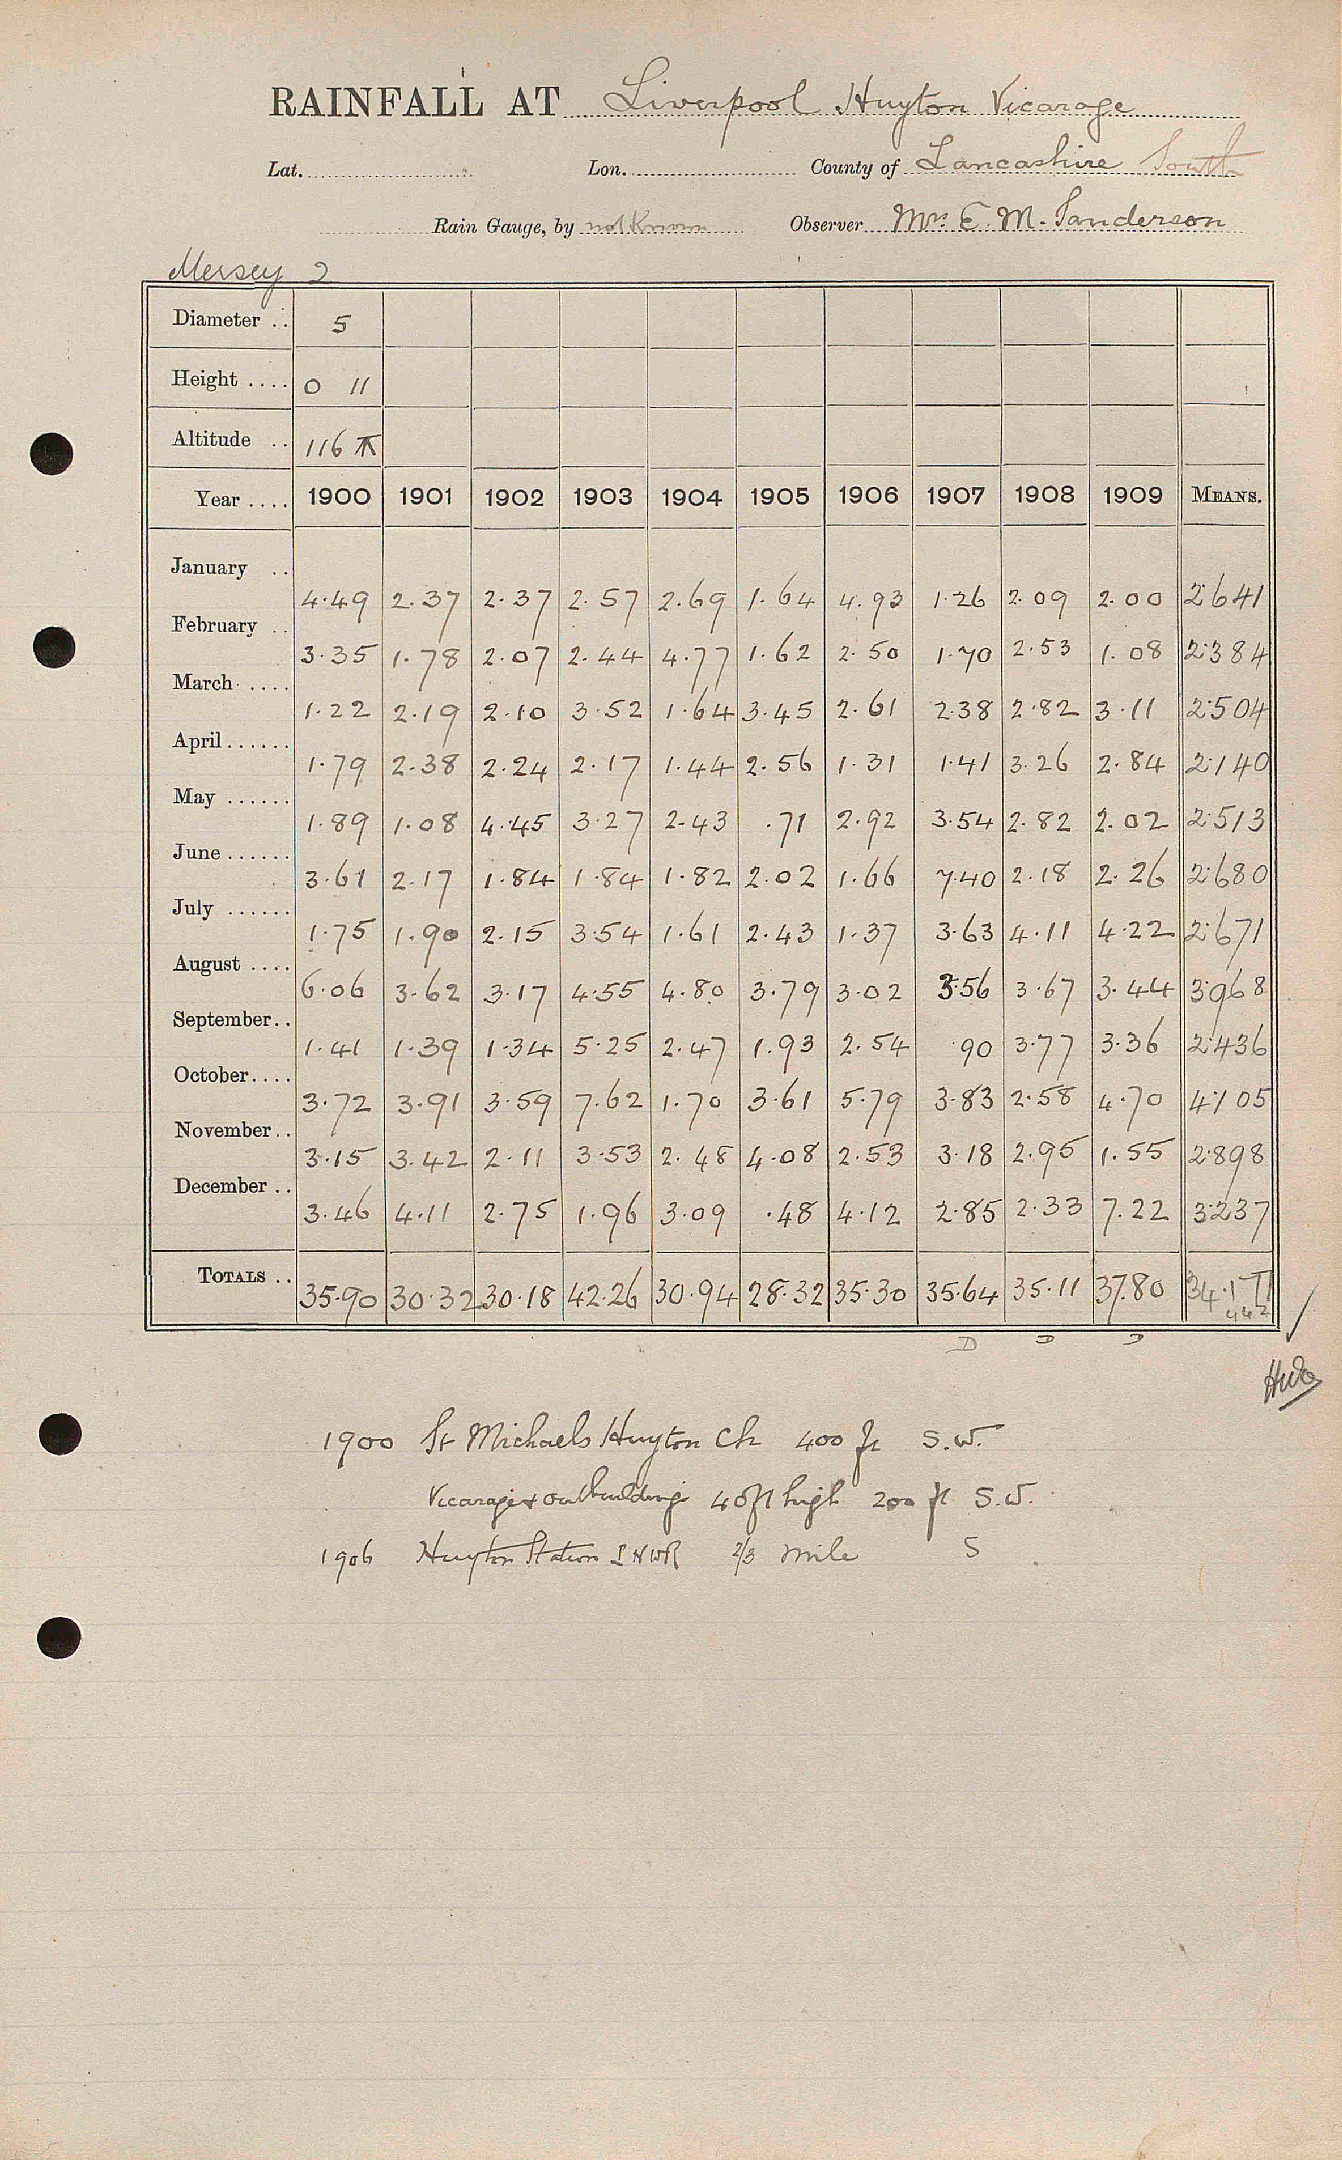 RAINFALL AT Liverpool Huyton Vicarage
Lat. Lon. County of Lancashire South
Rain Gauge, by not Known Observer Mrs E. M. Sanderson
Mersey 2
Diameter .. 5
Height .... 0 11
Altitude .. 116
Year .... 1900 1901 1902 1903 1904 1905 1906 1907 1908 1909 MEANS.
January .. 4.49 2.37 2.37 2.57 2.69 1.64 4.93 1.26 2.09 2.00 2.641
February .. 3.35 1.78 2.07 2.44 4.77 1.62 2.50 1.70 2.53 1.08 2.384
March .... 1.22 2.19 2.10 3.52 1.64 3.45 2.61 2.38 2.82 3.11 2.504
April...... 1.79 2.38 2.24 2.17 1.44 2.56 1.31 1.41 3.26 2.84 2.140
May ...... 1.89 1.08 4.45 3.27 2.43 .71 2.92 3.54 2.82 2.02 2.513
June...... 3.61 2.17 1.84 1.84 1.82 2.02 1.66 7.40 2.18 2.26 2.680
July ...... 1.75 1.90 2.15 3.54 1.61 2.43 1.37 3.63 4.11 4.22 2.671
August .... 6.06 3.62 3.17 4.55 4.80 3.79 3.02 3.56 3.67 3.44 3.968
September.. 1.41 1.39 1.34 5.25 2.47 1.93 2.54 .90 3.77 3.36 2.436
October.... 3.72 3.91 3.59 7.62 1.70 3.61 5.79 3.83 2.58 4.70 4.105
November.. 3.15 3.42 2.11 3.53 2.48 4.08 2.53 3.18 2.95 1.55 2.898
December .. 3.46 4.11 2.75 1.96 3.09 .48 4.12 2.85 2.33 7.22 3.237
TOTALS .. 35.90 30.32 30.18 42.26 30.94 28.32 35.30 35.64 35.11 37.80 34.177
D D D
1900 St Michaels Huyton Ch 400 ft S.W.
Vicarage & outbuildings 40ft high 200 ft S.W.
1906 Huyton Station L N W R 2/3 mile S